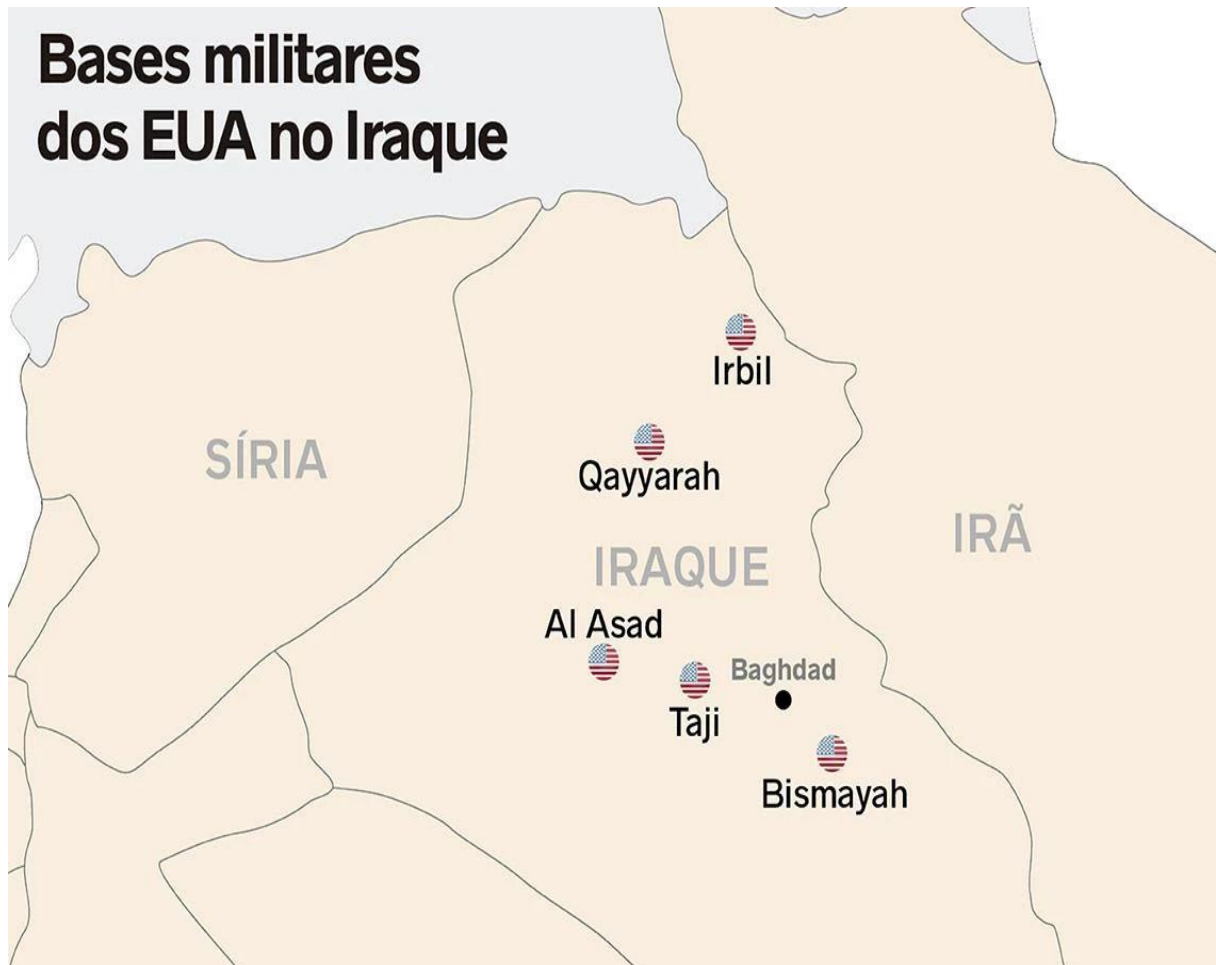 Bases militares
dos EUA no Iraque
Irbil
SÍRIA
Qayyarah
IRÃ
IRAQUE
Al Asad
Baghdad
Taji
Bismayah